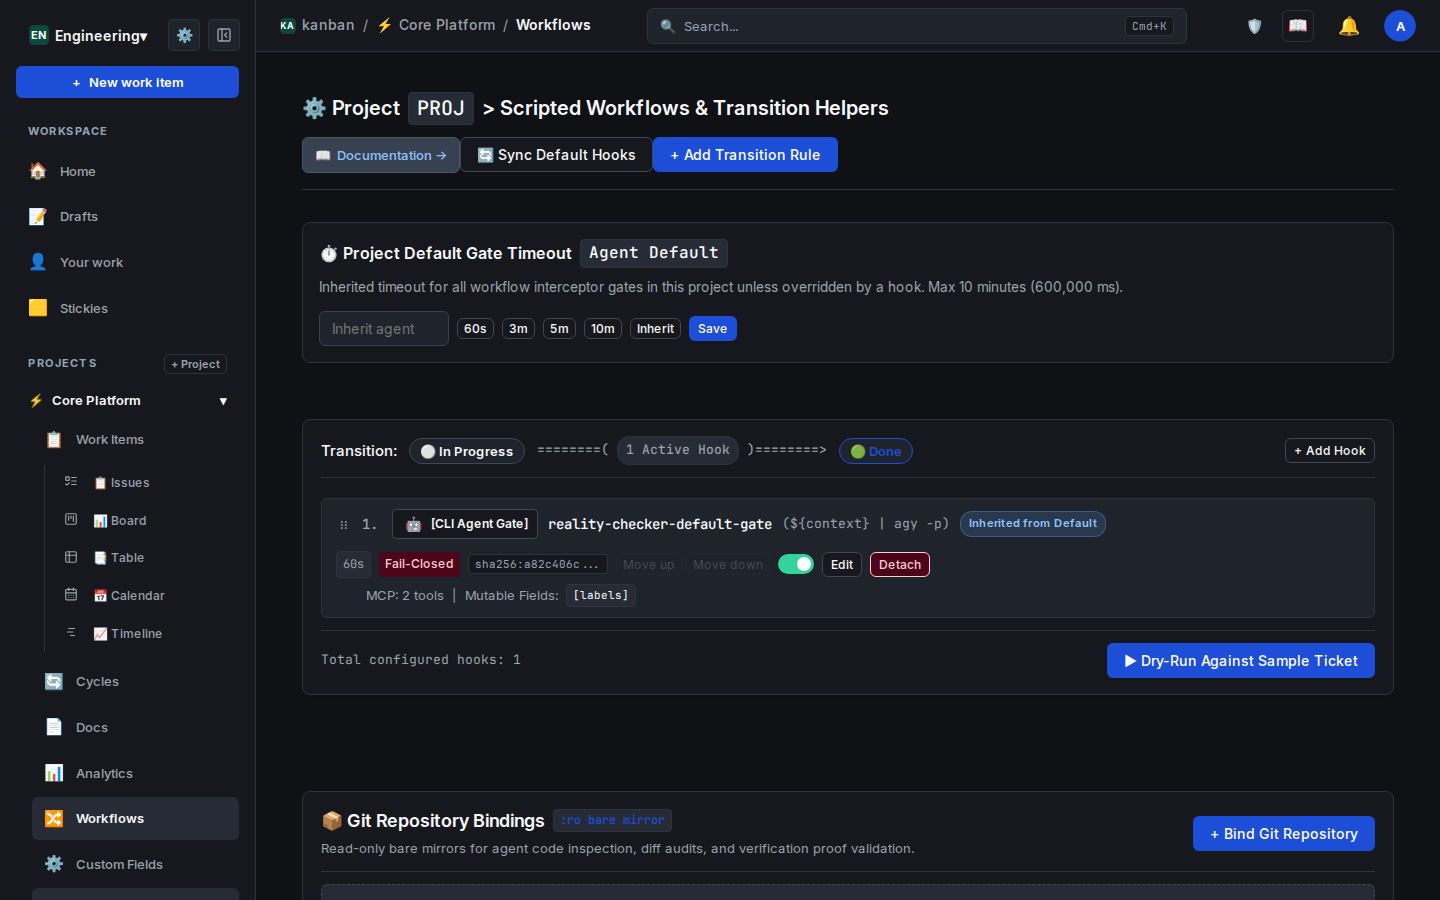 EN Engineering▾
+ New work item
WORKSPACE
Home
Drafts
Your work
Stickies
PROJECTS
+ Project
Core Platform ▾
Work Items
Issues
Board
Table
Calendar
Timeline
Cycles
Docs
Analytics
Workflows
Custom Fields
KA kanban / ⚡ Core Platform / Workflows
Search...
Cmd+K
A
Project PROJ > Scripted Workflows & Transition Helpers
Documentation →
Sync Default Hooks
+ Add Transition Rule
Project Default Gate Timeout Agent Default
Inherited timeout for all workflow interceptor gates in this project unless overridden by a hook. Max 10 minutes (600,000 ms).
Inherit agent 60s 3m 5m 10m Inherit Save
Transition: In Progress ========( 1 Active Hook )========> Done
+ Add Hook
1. [CLI Agent Gate] reality-checker-default-gate (${context} | agy -p) Inherited from Default
60s Fail-Closed sha256:a82c406c... Move up Move down Edit Detach
MCP: 2 tools | Mutable Fields: [labels]
Total configured hooks: 1
▶ Dry-Run Against Sample Ticket
Git Repository Bindings :ro bare mirror
Read-only bare mirrors for agent code inspection, diff audits, and verification proof validation.
+ Bind Git Repository